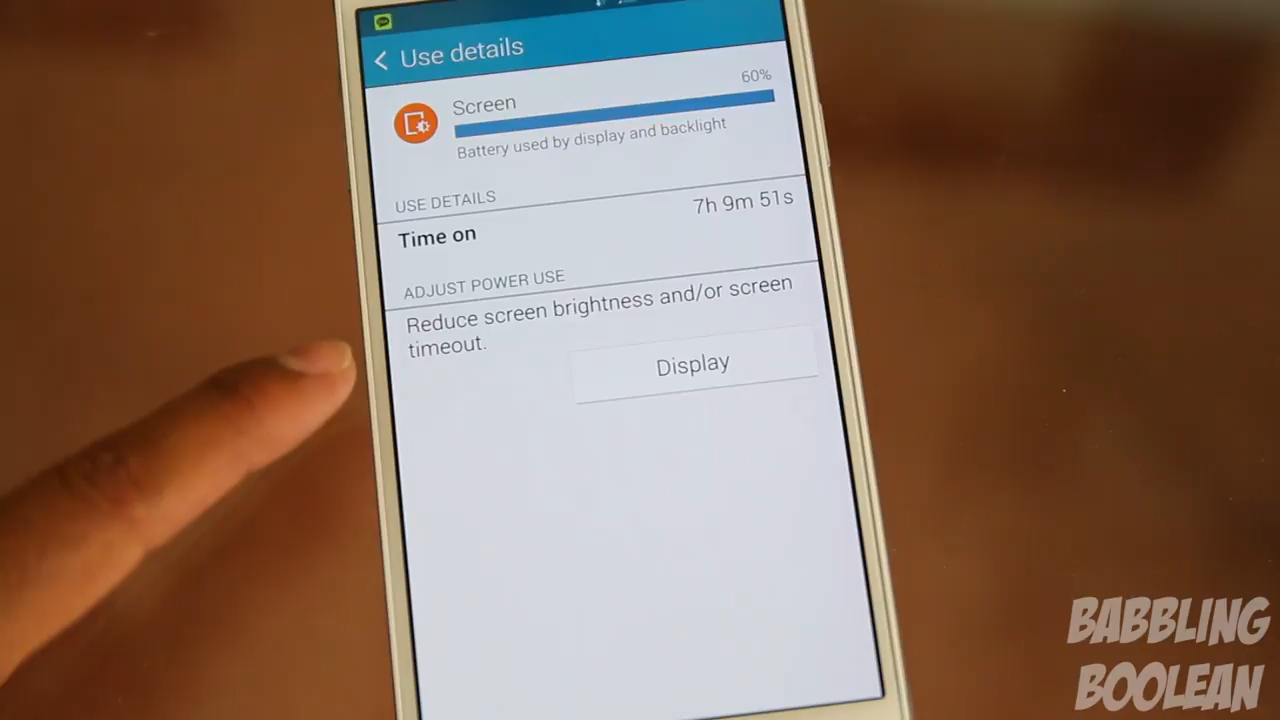 Use details
60%
Screen
Battery used by display and backlight
USE DETAILS
Time on
7h 9m 51s
ADJUST POWER USE
Reduce screen brightness and/or screen
timeout.
Display
BABBLING
BOOLEAN